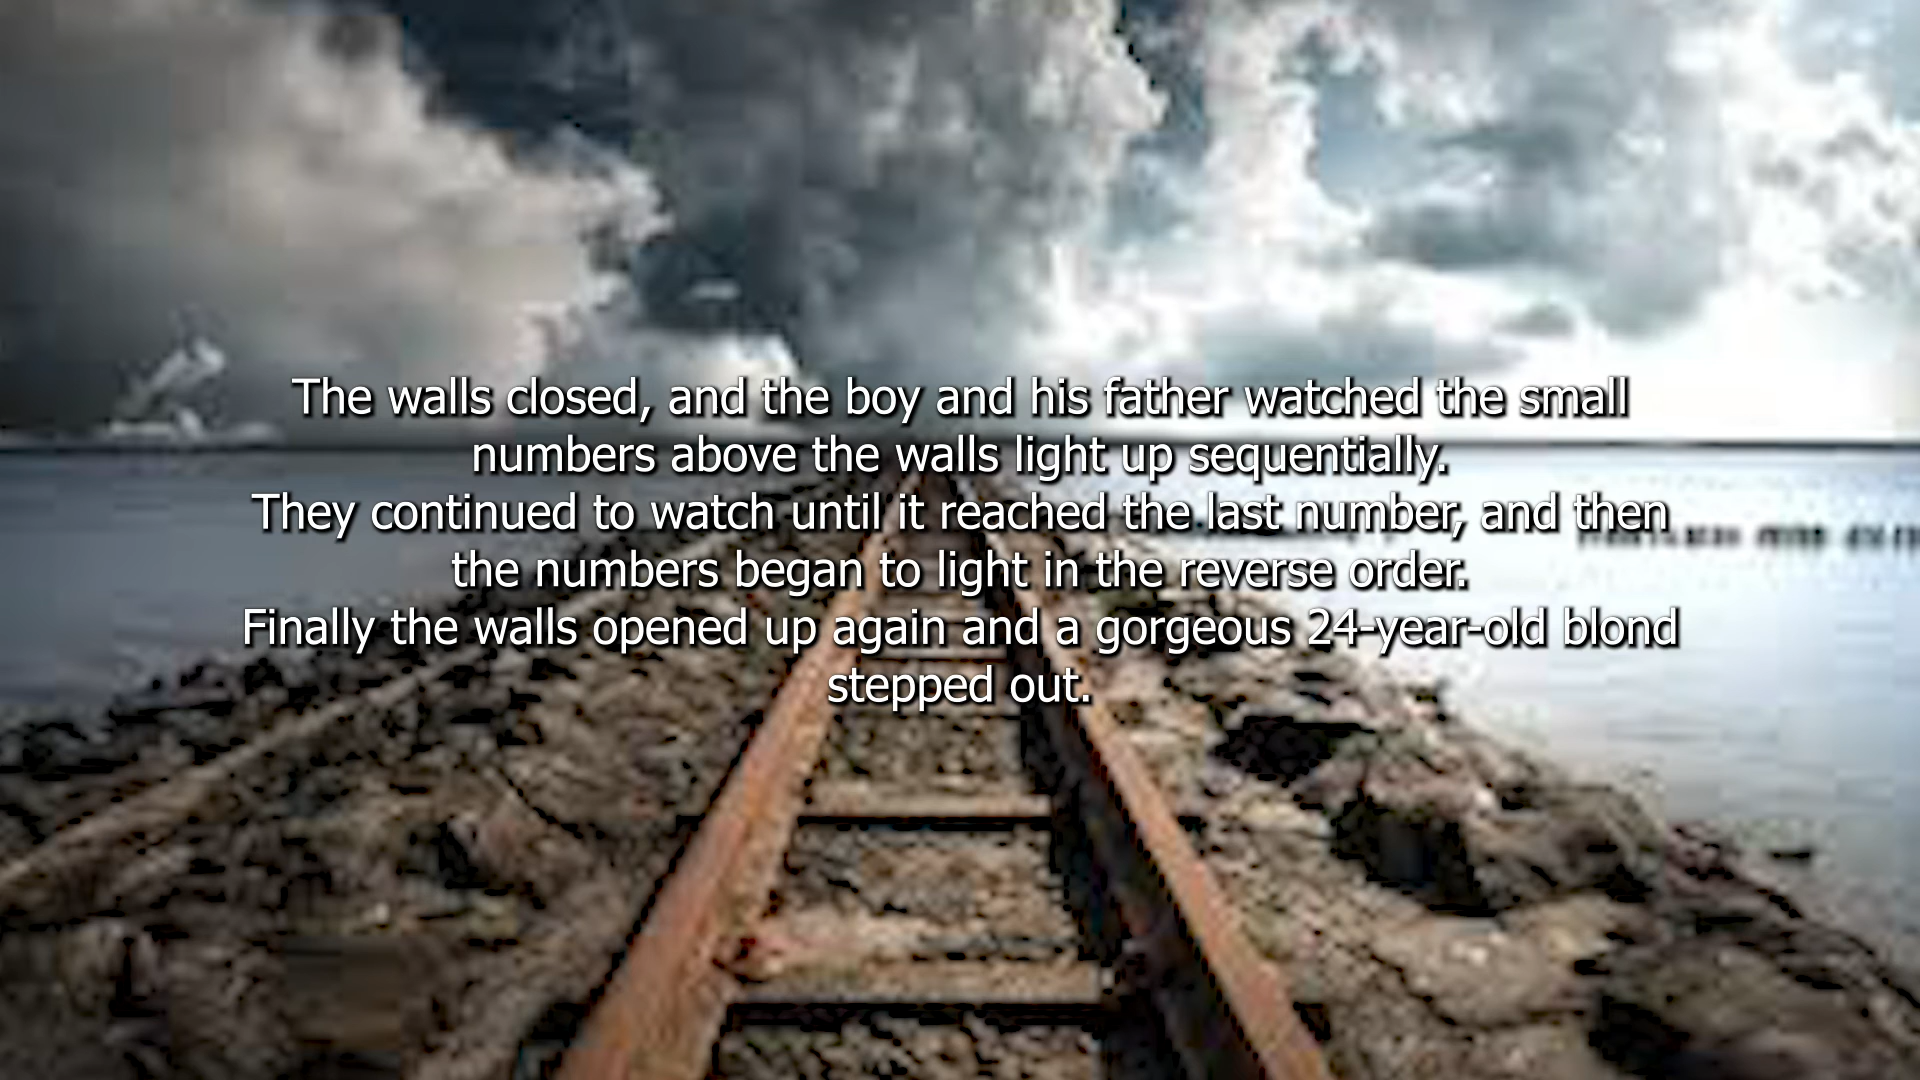 The walls closed, and the boy and his father watched the small
numbers above the walls light up sequentially.
They continued to watch until it reached the last number, and then
the numbers began to light in the reverse order.
Finally the walls opened up again and a gorgeous 24-year-old blond
stepped out.